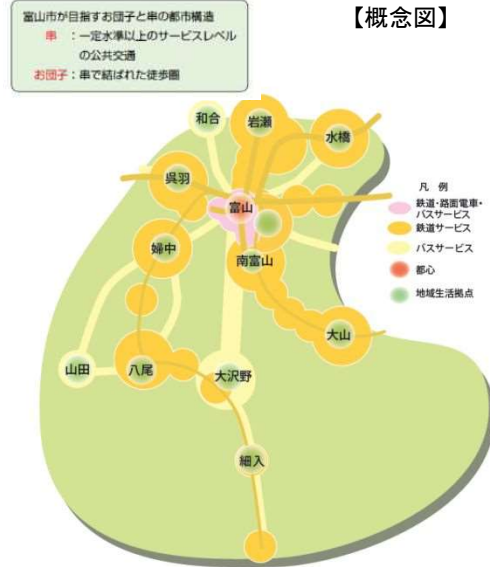 富山市が目指すお団子と串の都市構造
串　：一定水準以上のサービスレベル
の公共交通
お団子：串で結ばれた徒歩圏
【概念図】
和合
岩瀬
水橋
呉羽
富山
婦中
南富山
大山
山田
八尾
大沢野
細入
凡　例
鉄道・路面電車・
バスサービス
鉄道サービス
バスサービス
都心
地域生活拠点